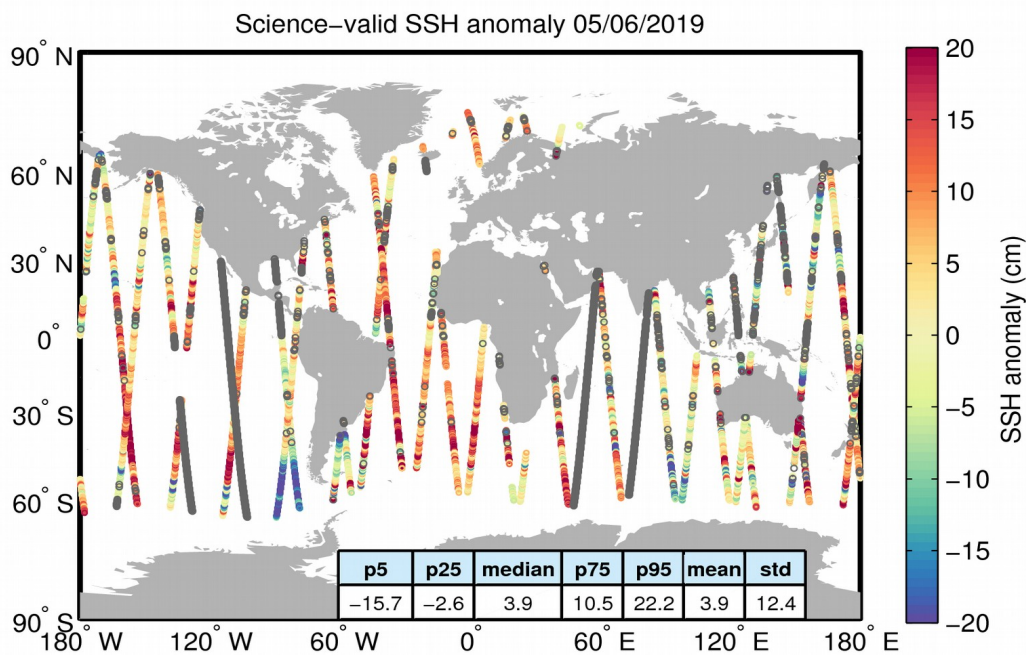 Science−valid SSH anomaly 05/06/2019
90° N
60° N
30° N
0°
30° S
60° S
90° S
180° W
120° W
60° W
0°
60° E
120° E
180° E
p5 p25 median p75 p95 mean std
−15.7 −2.6 3.9 10.5 22.2 3.9 12.4
20
15
10
5
0
−5
−10
−15
−20
SSH anomaly (cm)